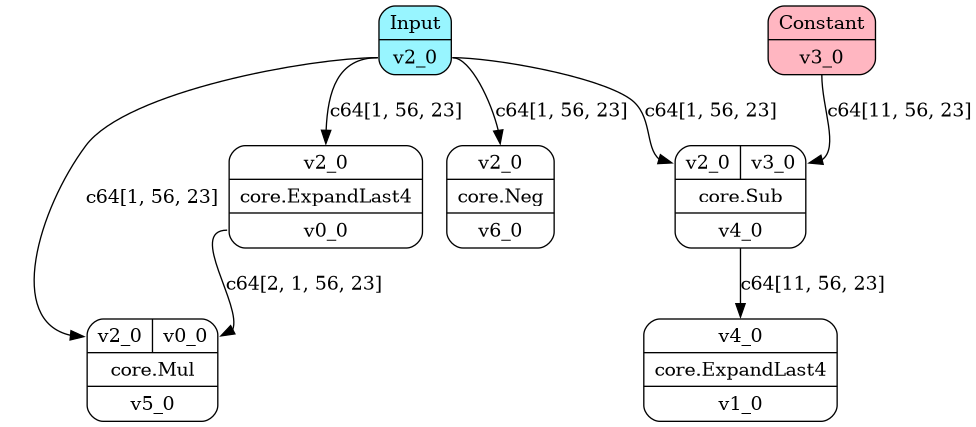 Input
v2_0
Constant
v3_0
c64[1, 56, 23]
c64[1, 56, 23]
c64[1, 56, 23]
c64[11, 56, 23]
c64[1, 56, 23]
v2_0
core.ExpandLast4
v0_0
v2_0
core.Neg
v6_0
v2_0 v3_0
core.Sub
v4_0
c64[2, 1, 56, 23]
c64[11, 56, 23]
v2_0 v0_0
core.Mul
v5_0
v4_0
core.ExpandLast4
v1_0